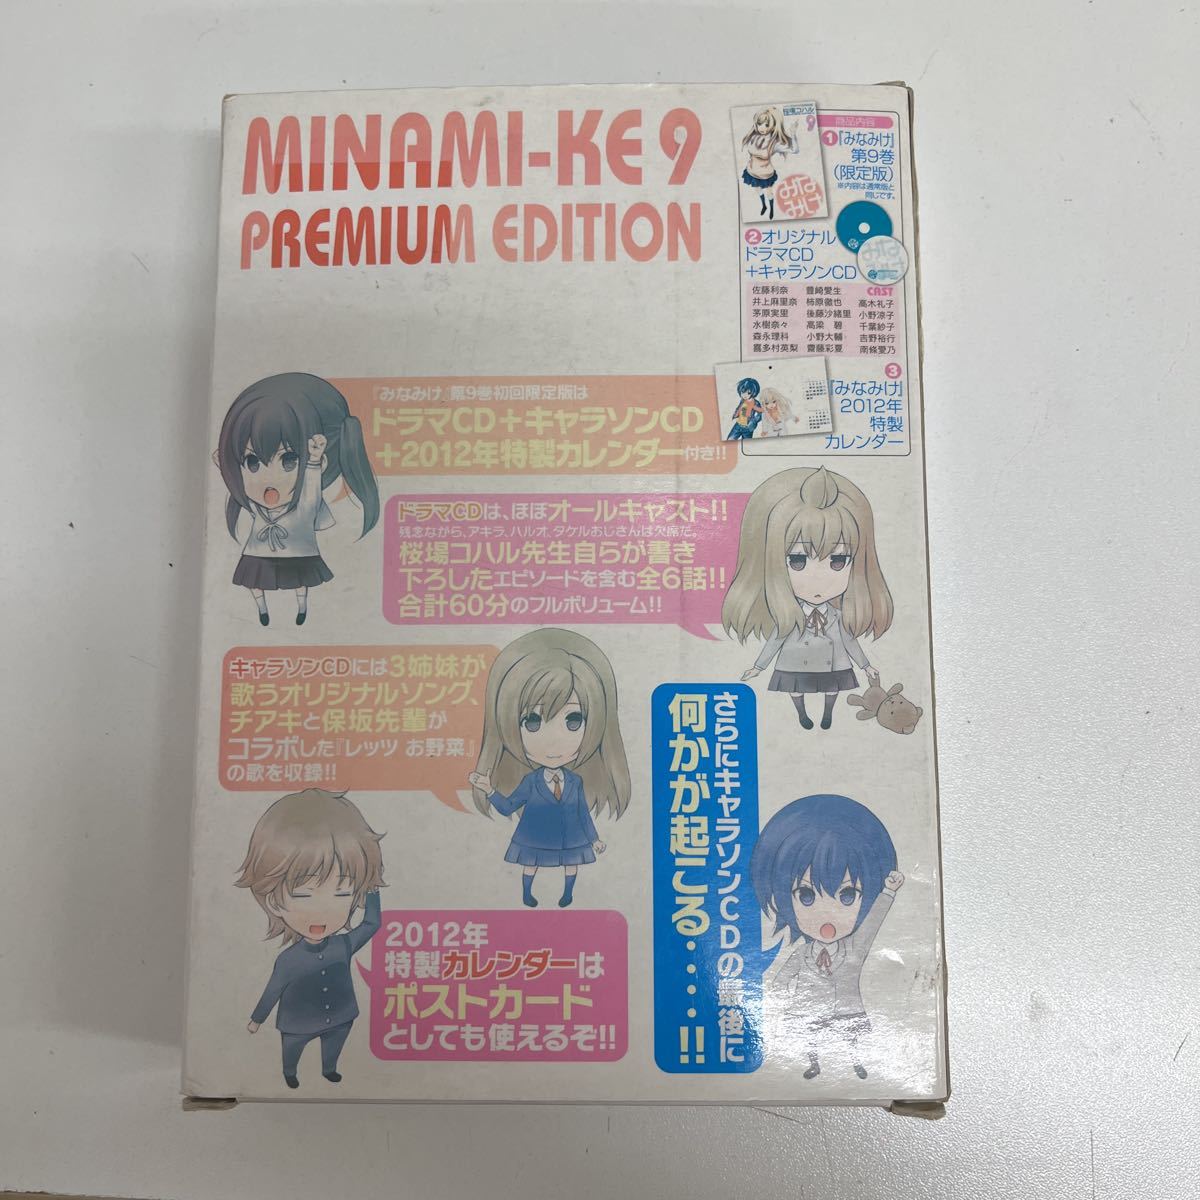 MINAMI-KE 9
PREMIUM EDITION
桜場コハル
9
みな
みけ
商品内容
1『みなみけ』
第9巻
(限定版)
※内容は通常版と
同じです。
2オリジナル
ドラマCD
+キャラソンCD
みな
みけ
CAST
佐藤利奈 豊崎愛生
井上麻里奈 柿原徹也 高木礼子
茅原実里 後藤沙緒里 小野涼子
水樹奈々 高梁 碧 千葉紗子
森永理科 小野大輔 吉野裕行
喜多村英梨 齋藤彩夏 南條愛乃
3
『みなみけ』
2012年
特製
カレンダー
『みなみけ』第9巻初回限定版は
ドラマCD+キャラソンCD
+2012年特製カレンダー付き!!
ドラマCDは、ほぼオールキャスト!!
残念ながら、アキラ、ハルオ、タケルおじさんは欠席だ。
桜場コハル先生自らが書き
下ろしたエピソードを含む全6話!!
合計60分のフルボリューム!!
キャラソンCDには3姉妹が
歌うオリジナルソング、
チアキと保坂先輩が
コラボした『レッツ お野菜』
の歌を収録!!
さらにキャラソンCDの最後に
何かが起こる・・・・!!
2012年
特製カレンダーは
ポストカード
としても使えるぞ!!